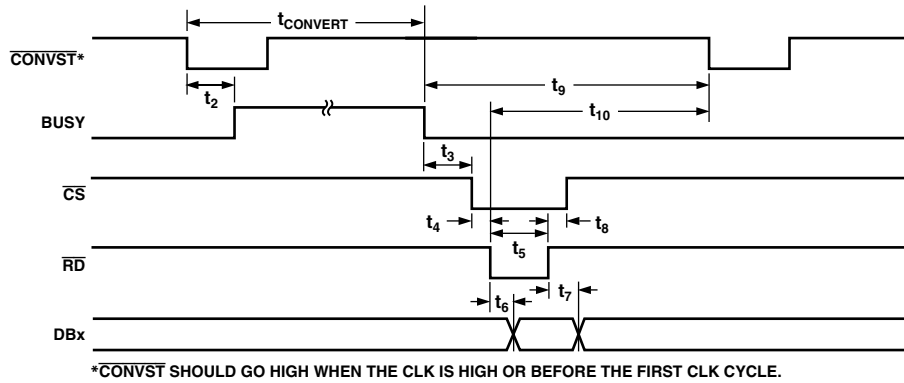 tCONVERT
CONVST*
t2
t9
t10
BUSY
t3
CS
t4
t8
t5
RD
t6
t7
DBx
*CONVST SHOULD GO HIGH WHEN THE CLK IS HIGH OR BEFORE THE FIRST CLK CYCLE.